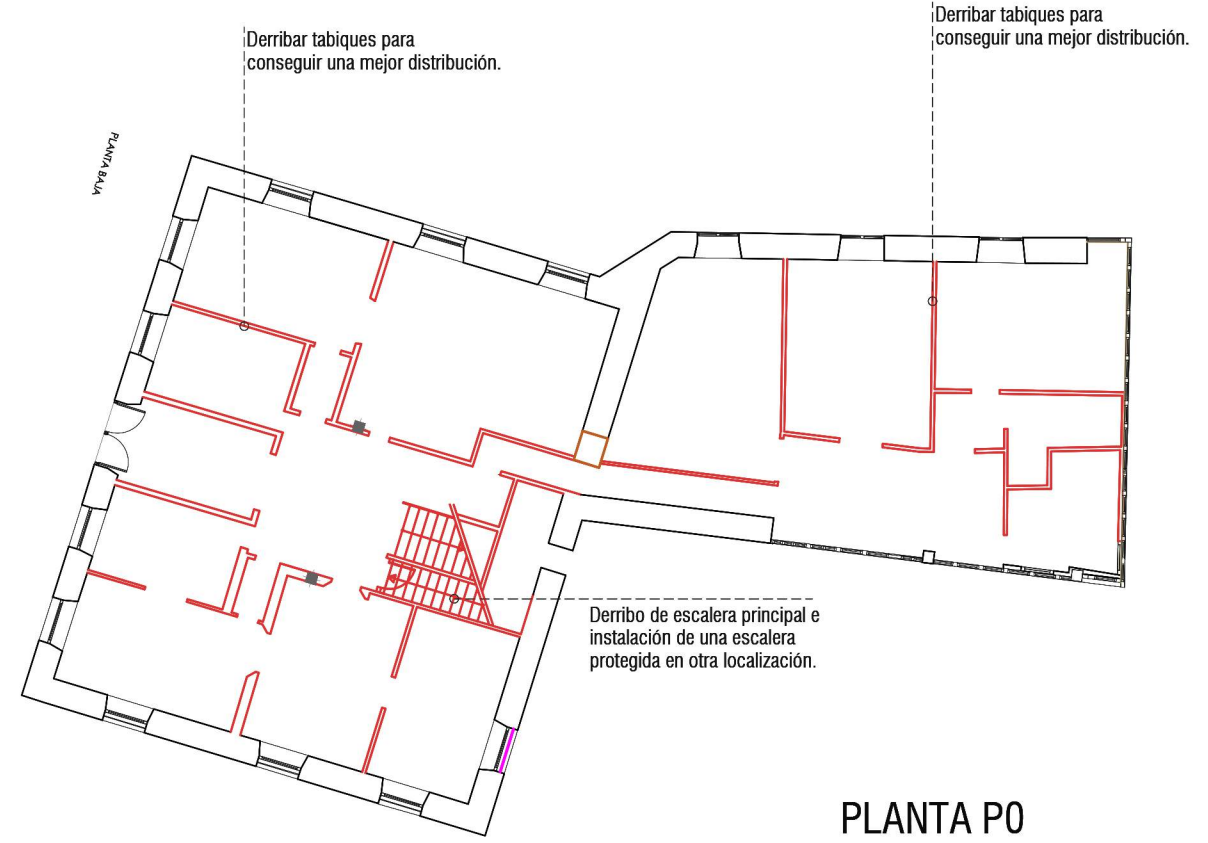 Derribar tabiques para
conseguir una mejor distribución.
Derribar tabiques para
conseguir una mejor distribución.
PLANTA BAJA
Derribo de escalera principal e
instalación de una escalera
protegida en otra localización.
PLANTA P0